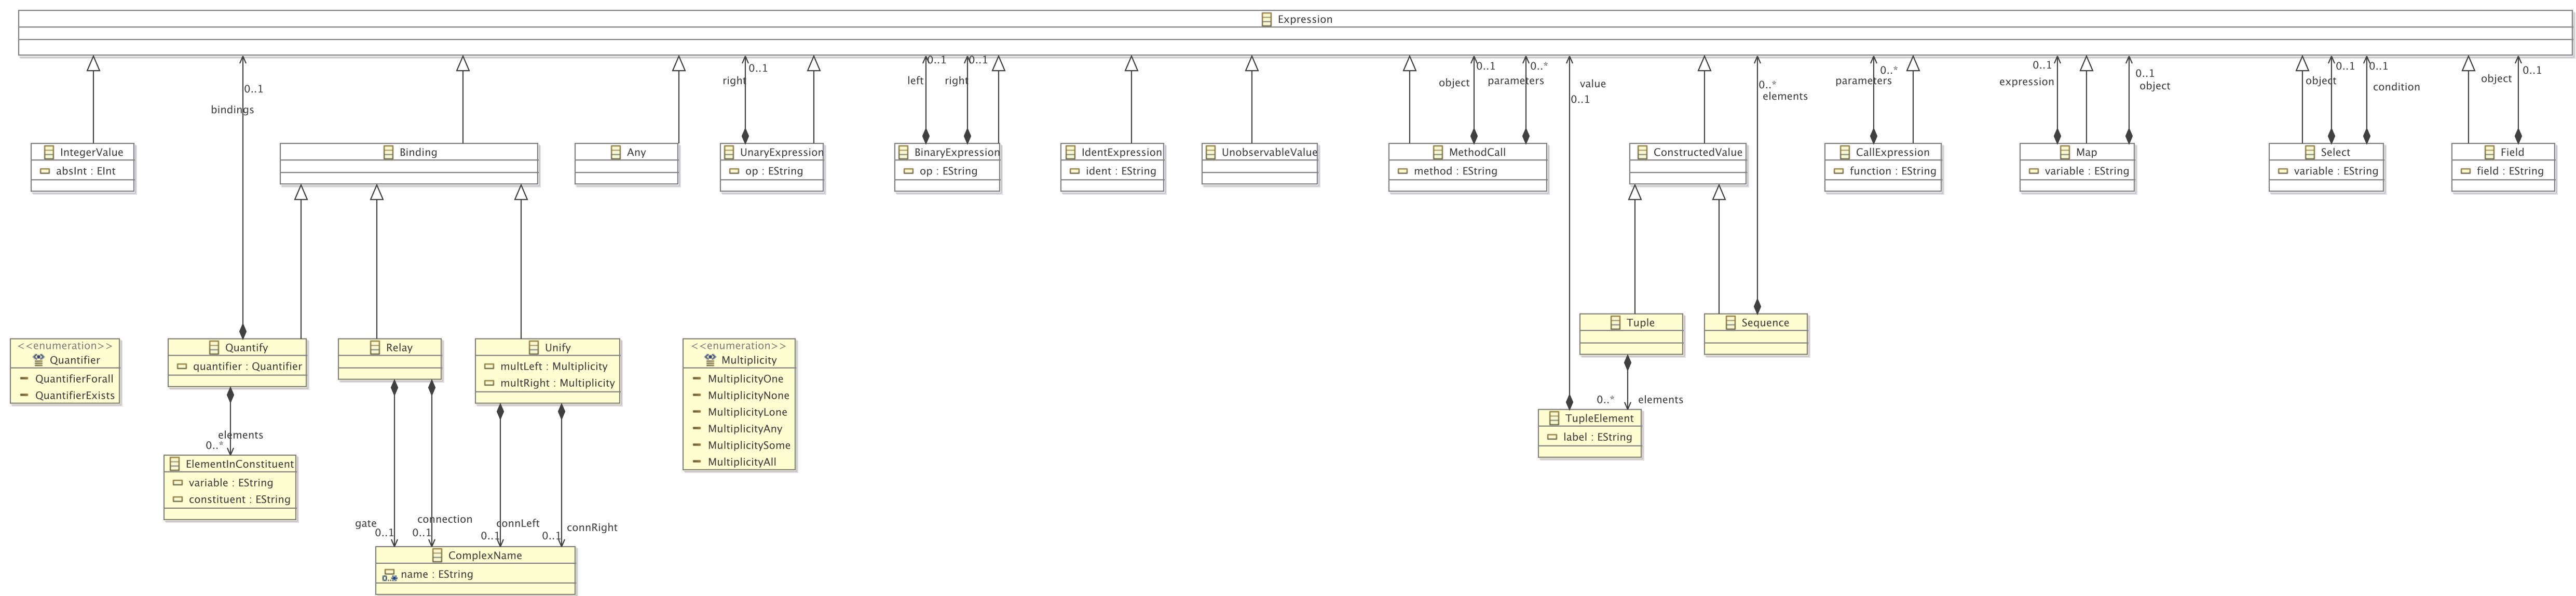 Expression
0..1
bindings
right
0..1
left
0..1
right
0..1
object
0..1
parameters
0..*
value
0..1
0..*
elements
parameters
0..*
0..1
expression
0..1
object
object
0..1
0..1
condition
object
0..1
IntegerValue
absInt : EInt
Binding
Any
UnaryExpression
op : EString
BinaryExpression
op : EString
IdentExpression
ident : EString
UnobservableValue
MethodCall
method : EString
ConstructedValue
CallExpression
function : EString
Map
variable : EString
Select
variable : EString
Field
field : EString
<<enumeration>>
Quantifier
QuantifierForall
QuantifierExists
Quantify
quantifier : Quantifier
Relay
Unify
multLeft : Multiplicity
multRight : Multiplicity
<<enumeration>>
Multiplicity
MultiplicityOne
MultiplicityNone
MultiplicityLone
MultiplicityAny
MultiplicitySome
MultiplicityAll
Tuple
Sequence
0..*
elements
TupleElement
label : EString
elements
0..*
ElementInConstituent
variable : EString
constituent : EString
gate
0..1
connection
0..1
connLeft
0..1
connRight
0..1
ComplexName
0..*
name : EString